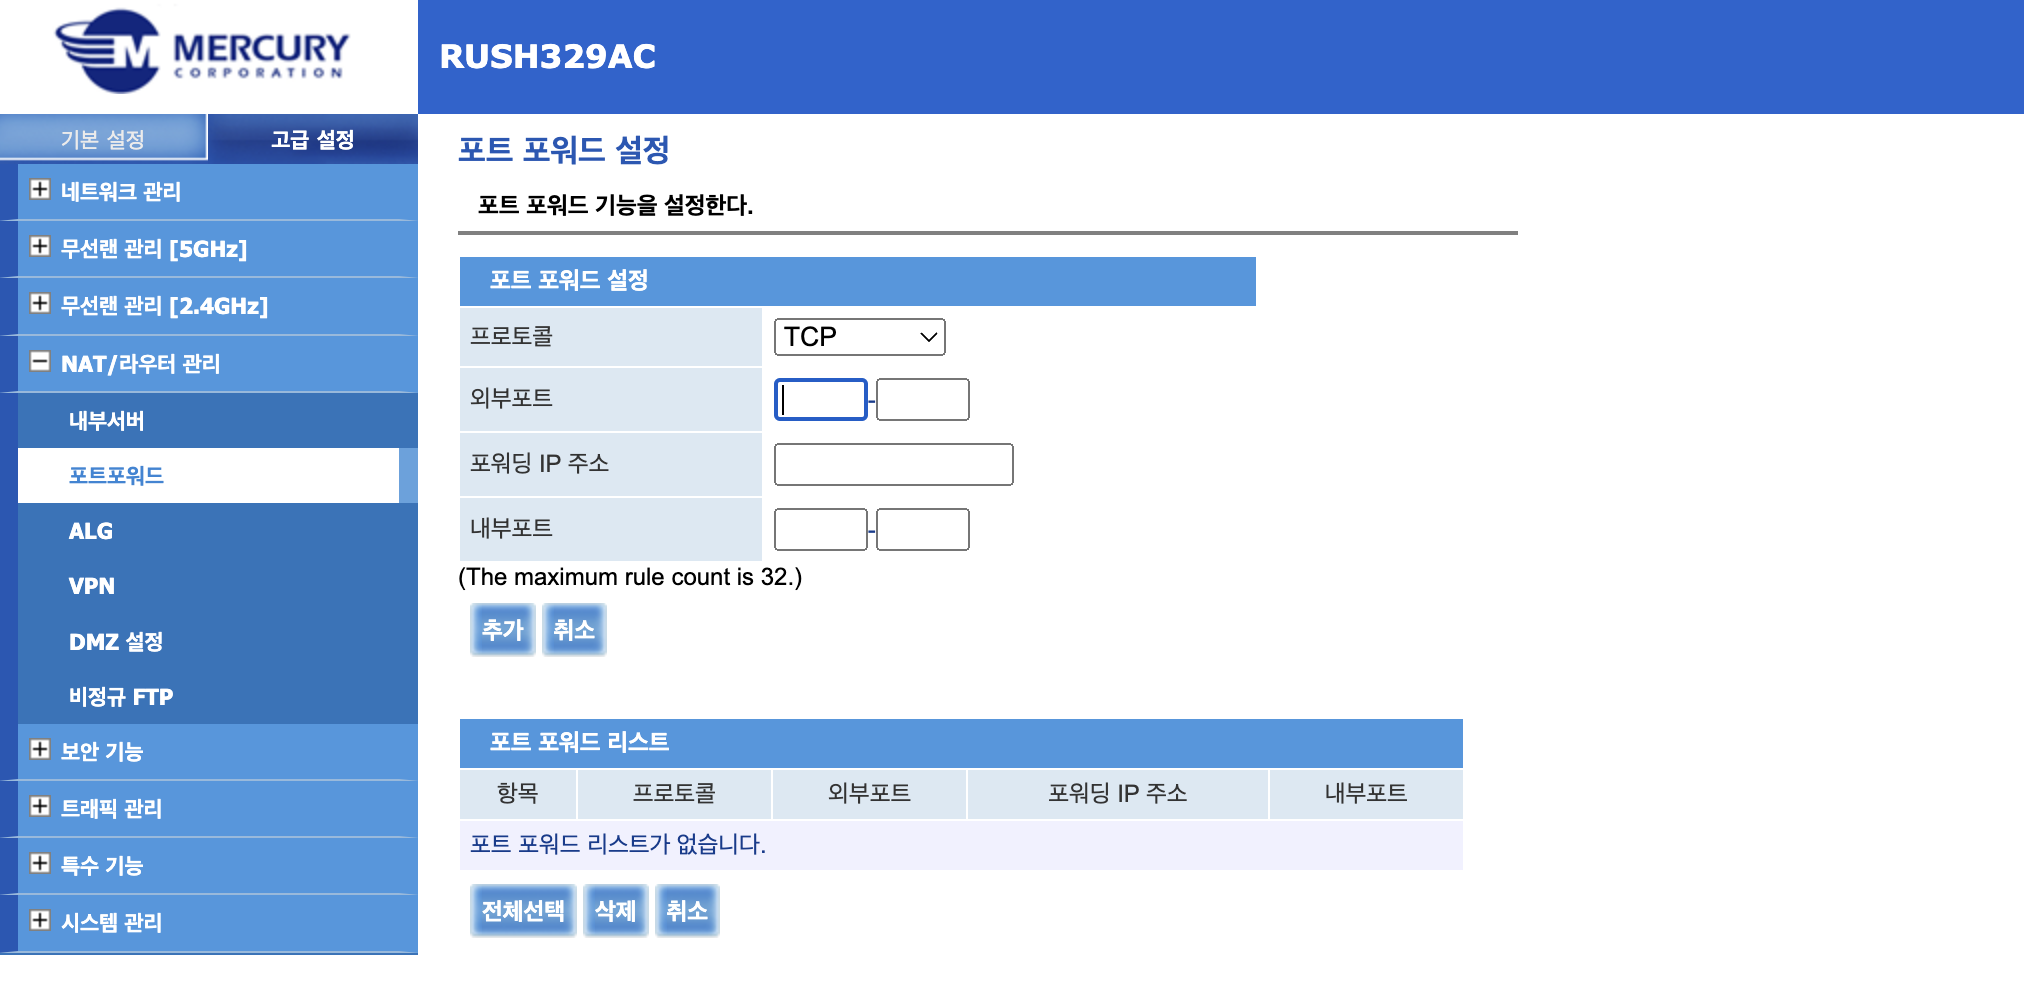 MERCURY
CORPORATION
RUSH329AC
기본 설정
고급 설정
네트워크 관리
무선랜 관리 [5GHz]
무선랜 관리 [2.4GHz]
NAT/라우터 관리
내부서버
포트포워드
ALG
VPN
DMZ 설정
비정규 FTP
보안 기능
트래픽 관리
특수 기능
시스템 관리
포트 포워드 설정
포트 포워드 기능을 설정한다.
포트 포워드 설정
프로토콜 TCP
외부포트 -
포워딩 IP 주소
내부포트 -
(The maximum rule count is 32.)
추가 취소
포트 포워드 리스트
항목 프로토콜 외부포트 포워딩 IP 주소 내부포트
포트 포워드 리스트가 없습니다.
전체선택 삭제 취소